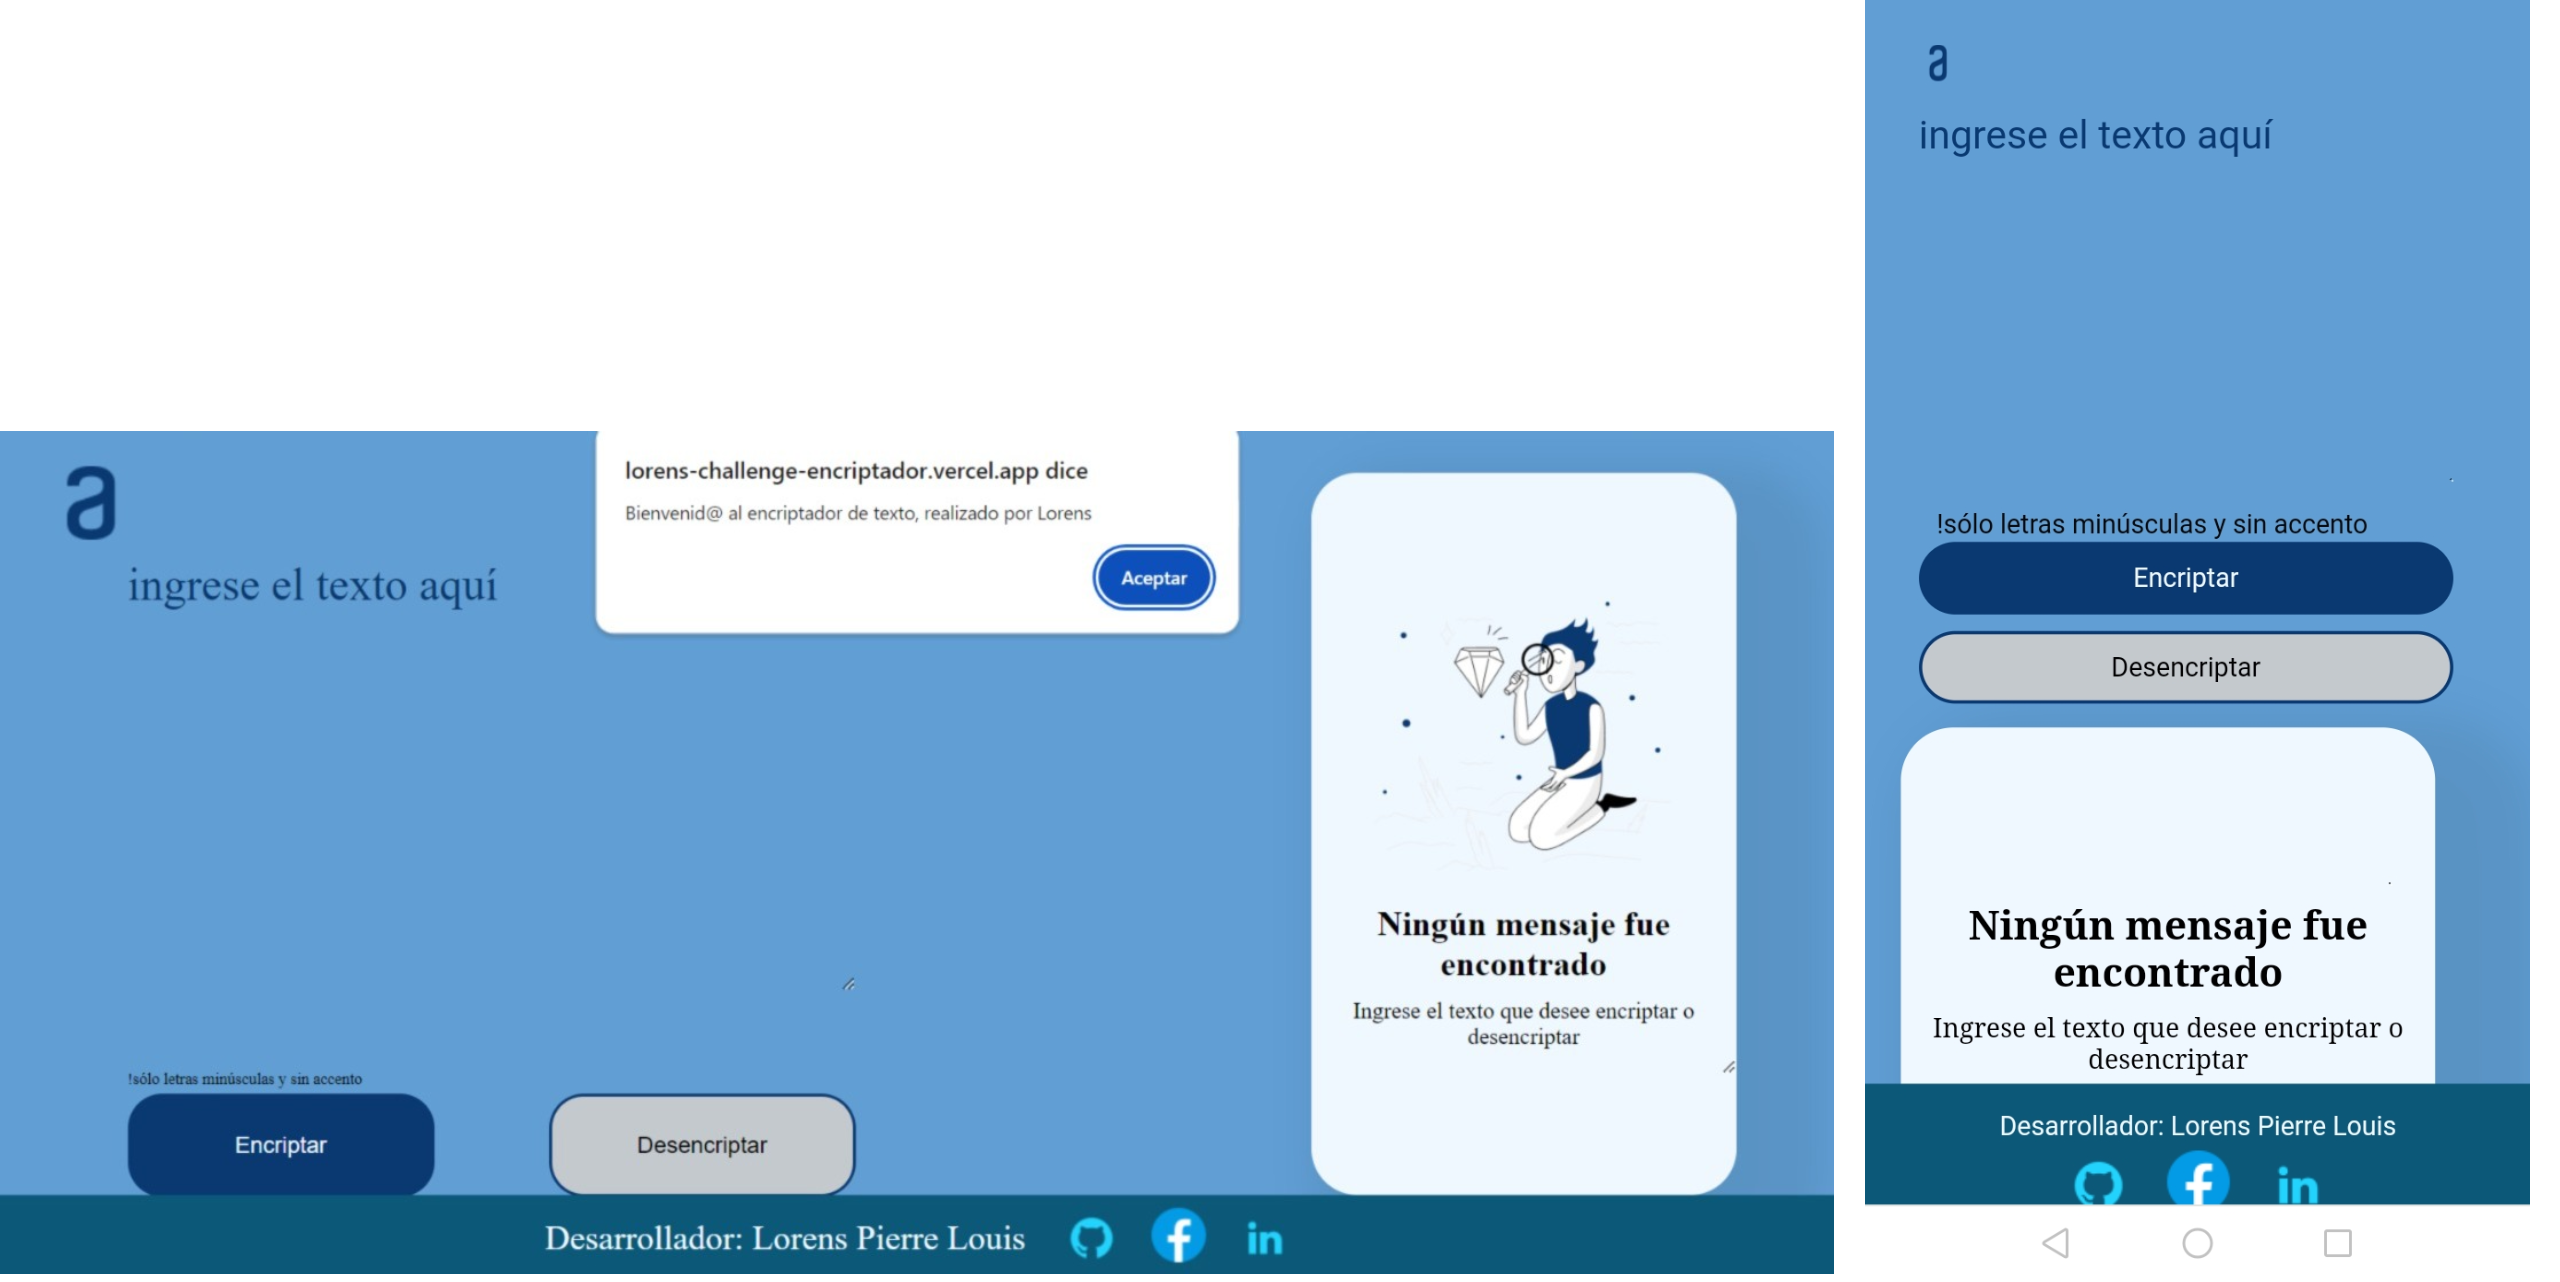 a
ingrese el texto aquí
lorens-challenge-encriptador.vercel.app dice
Bienvenid@ al encriptador de texto, realizado por Lorens
Aceptar
Ningún mensaje fue
encontrado
Ingrese el texto que desee encriptar o
desencriptar
!sólo letras minúsculas y sin accento
Encriptar
Desencriptar
Desarrollador: Lorens Pierre Louis
f
in
a
ingrese el texto aquí
!sólo letras minúsculas y sin accento
Encriptar
Desencriptar
Ningún mensaje fue
encontrado
Ingrese el texto que desee encriptar o
desencriptar
Desarrollador: Lorens Pierre Louis
f
in